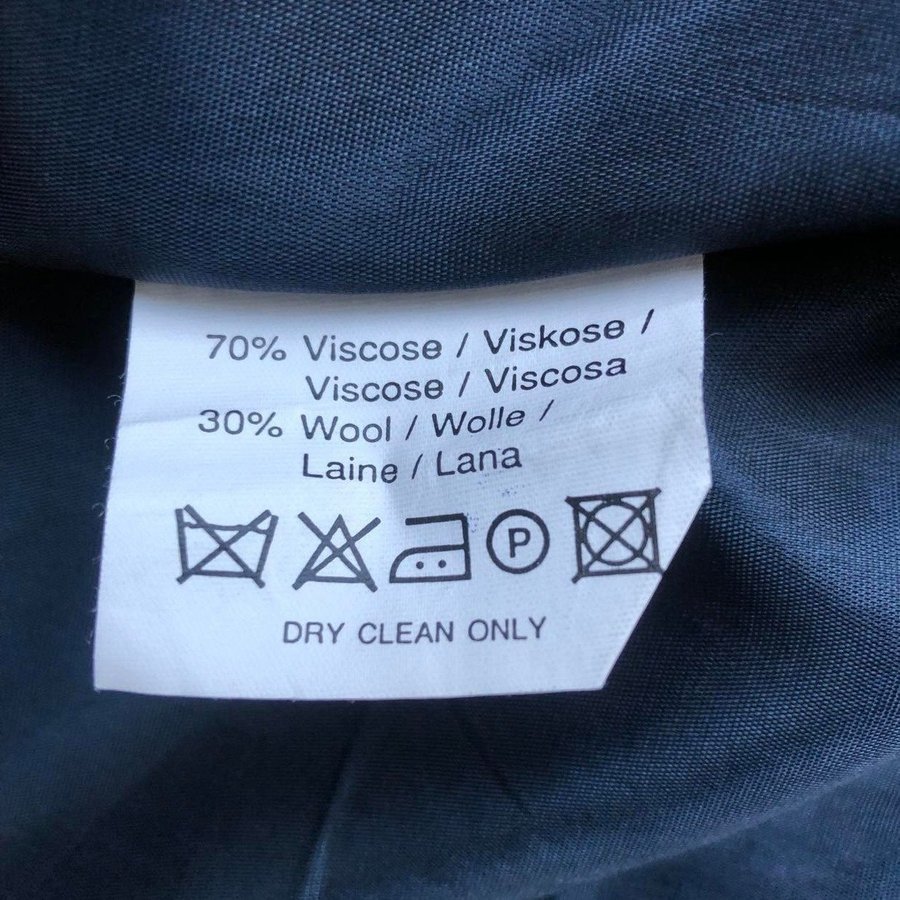 70% Viscose / Viskose /
Viscose / Viscosa
30% Wool / Wolle /
Laine / Lana
P
DRY CLEAN ONLY